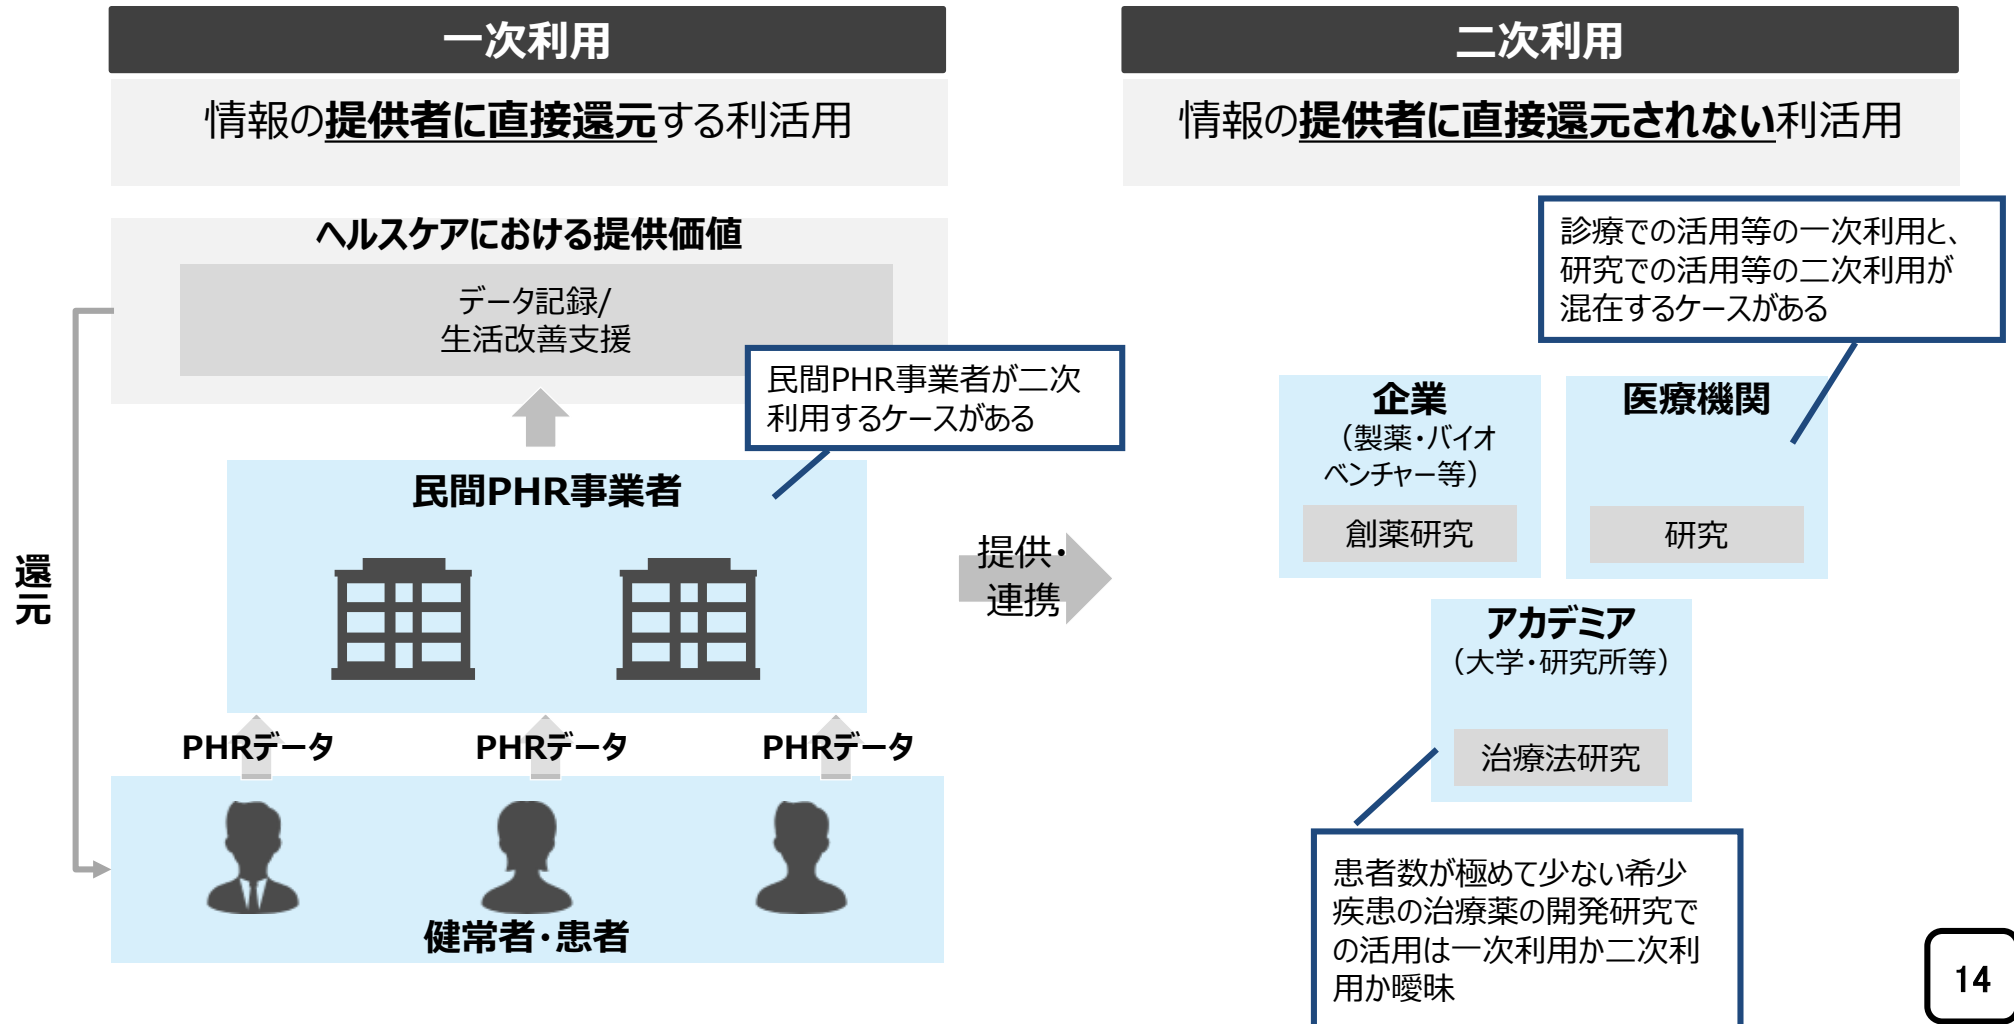 一次利用
情報の提供者に直接還元する利活用
ヘルスケアにおける提供価値
データ記録/
生活改善支援
民間PHR事業者が二次
利用するケースがある
民間PHR事業者
還
元
PHRデータ
PHRデータ
PHRデータ
健常者・患者
提供・
連携
二次利用
情報の提供者に直接還元されない利活用
診療での活用等の一次利用と、
研究での活用等の二次利用が
混在するケースがある
企業
（製薬・バイオ
ベンチャー等）
創薬研究
医療機関
研究
アカデミア
（大学・研究所等）
治療法研究
患者数が極めて少ない希少
疾患の治療薬の開発研究で
の活用は一次利用か二次利
用か曖昧
14